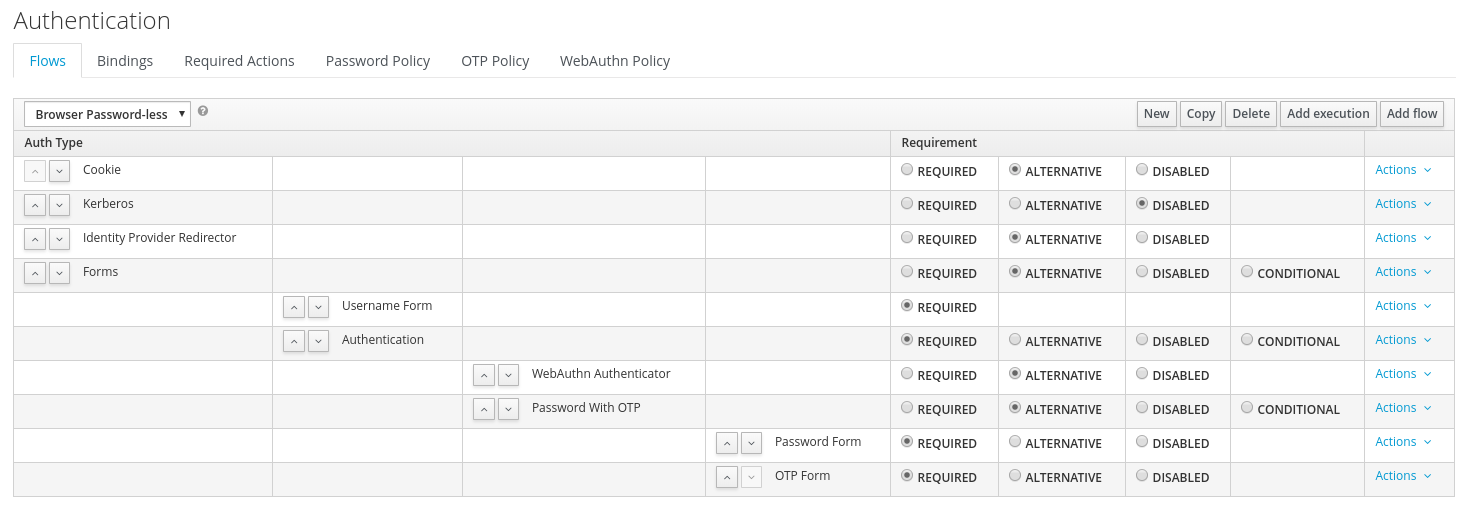 Authentication
Flows Bindings Required Actions Password Policy OTP Policy WebAuthn Policy
Browser Password-less ? New Copy Delete Add execution Add flow
Auth Type Requirement
Cookie REQUIRED ALTERNATIVE DISABLED Actions
Kerberos REQUIRED ALTERNATIVE DISABLED Actions
Identity Provider Redirector REQUIRED ALTERNATIVE DISABLED Actions
Forms REQUIRED ALTERNATIVE DISABLED CONDITIONAL Actions
Username Form REQUIRED Actions
Authentication REQUIRED ALTERNATIVE DISABLED CONDITIONAL Actions
WebAuthn Authenticator REQUIRED ALTERNATIVE DISABLED Actions
Password With OTP REQUIRED ALTERNATIVE DISABLED CONDITIONAL Actions
Password Form REQUIRED ALTERNATIVE DISABLED Actions
OTP Form REQUIRED ALTERNATIVE DISABLED Actions